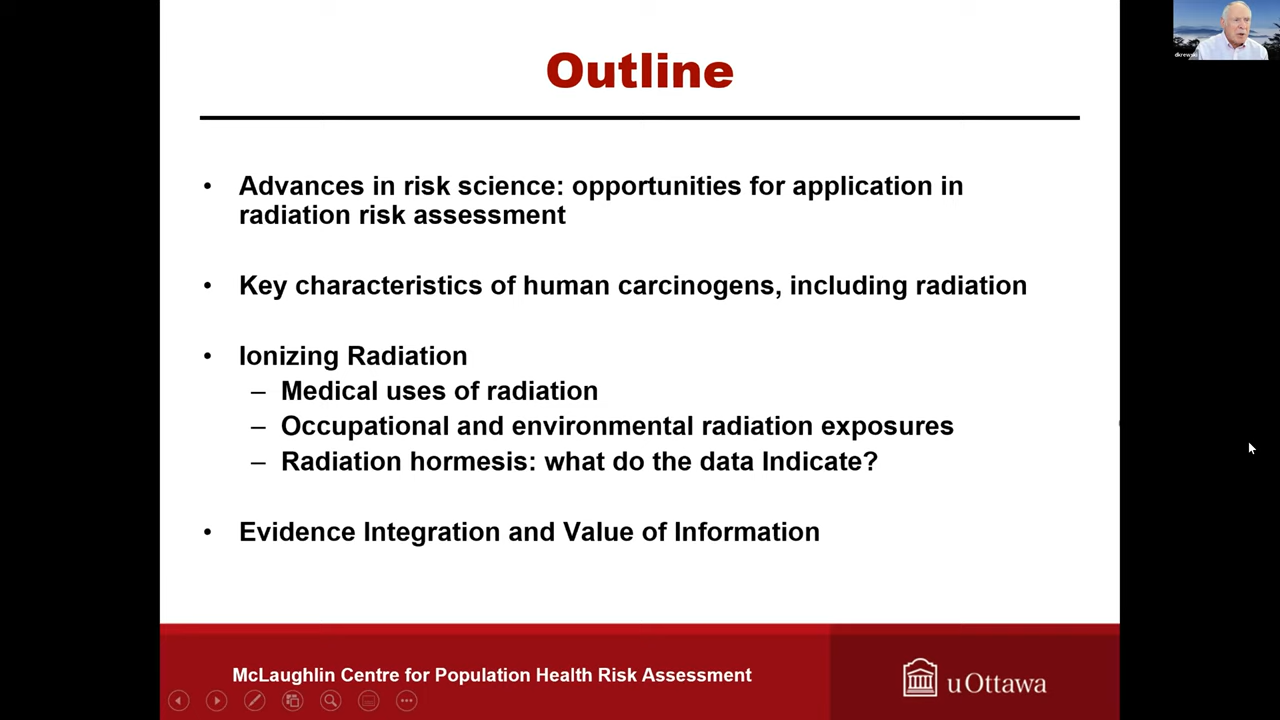 Outline
• Advances in risk science: opportunities for application in
radiation risk assessment
• Key characteristics of human carcinogens, including radiation
• Ionizing Radiation
– Medical uses of radiation
– Occupational and environmental radiation exposures
– Radiation hormesis: what do the data Indicate?
• Evidence Integration and Value of Information
McLaughlin Centre for Population Health Risk Assessment
uOttawa
dkrewski